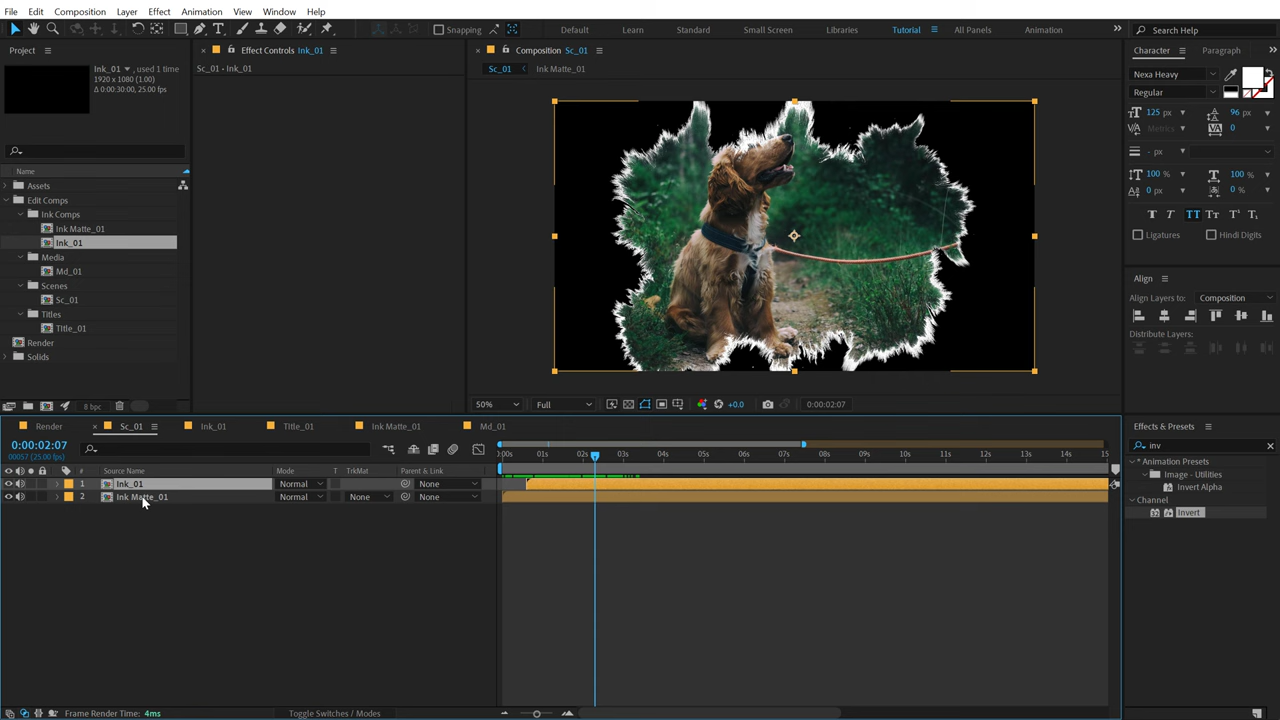 File Edit Composition Layer Effect Animation View Window Help
Snapping Default Learn Standard Small Screen Libraries Tutorial All Panels Animation Search Help
Project
Ink_01 , used 1 time
1920 x 1080 (1.00)
Δ 0:00:30:00, 25.00 fps)
Name
Assets
Edit Comps
Ink Comps
Ink Matte_01
Ink_01
Media
Md_01
Scenes
Sc_01
Titles
Title_01
Render
Solids
8 bpc
Effect Controls Ink_01
Sc_01 - Ink_01
Composition Sc_01
Sc_01 Ink Matte_01
50% Full +0.0 0:00:02:07
Character Paragraph
Nexa Heavy
Regular
125 px 96 px
Metrics 0
- px
100 % 100 %
0 px 0 %
Ligatures Hindi Digits
Align
Align Layers to: Composition
Distribute Layers:
Effects & Presets
inv
* Animation Presets
Image - Utilities
Invert Alpha
Channel
Invert
Render Sc_01 Ink_01 Title_01 Ink Matte_01 Md_01
0:00:02:07
00057 (25.00 fps)
# Source Name Mode T TrkMat Parent & Link
1 Ink_01 Normal None
2 Ink Matte_01 Normal None None
:00s 01s 02s 03s 04s 05s 06s 07s 08s 09s 10s 11s 12s 13s 14s 15
Frame Render Time: 4ms Toggle Switches / Modes